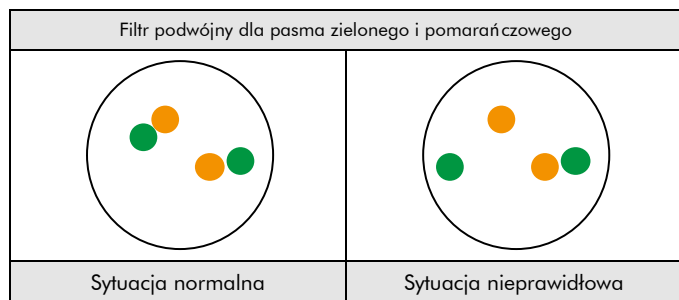 Filtr podwójny dla pasma zielonego i pomarańczowego
Sytuacja normalna
Sytuacja nieprawidłowa